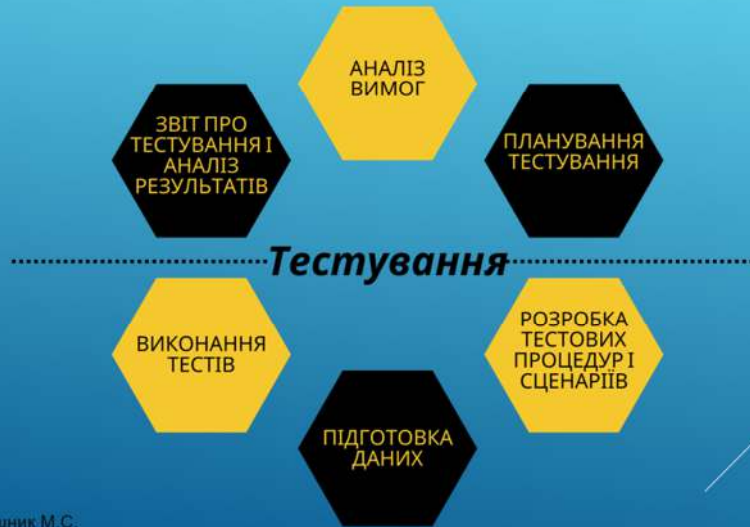 АНАЛІЗ
ВИМОГ
ПЛАНУВАННЯ
ТЕСТУВАННЯ
РОЗРОБКА
ТЕСТОВИХ
ПРОЦЕДУР І
СЦЕНАРІЇВ
ПІДГОТОВКА
ДАНИХ
ВИКОНАННЯ
ТЕСТІВ
ЗВІТ ПРО
ТЕСТУВАННЯ І
АНАЛІЗ
РЕЗУЛЬТАТІВ
Тестування
М.С.